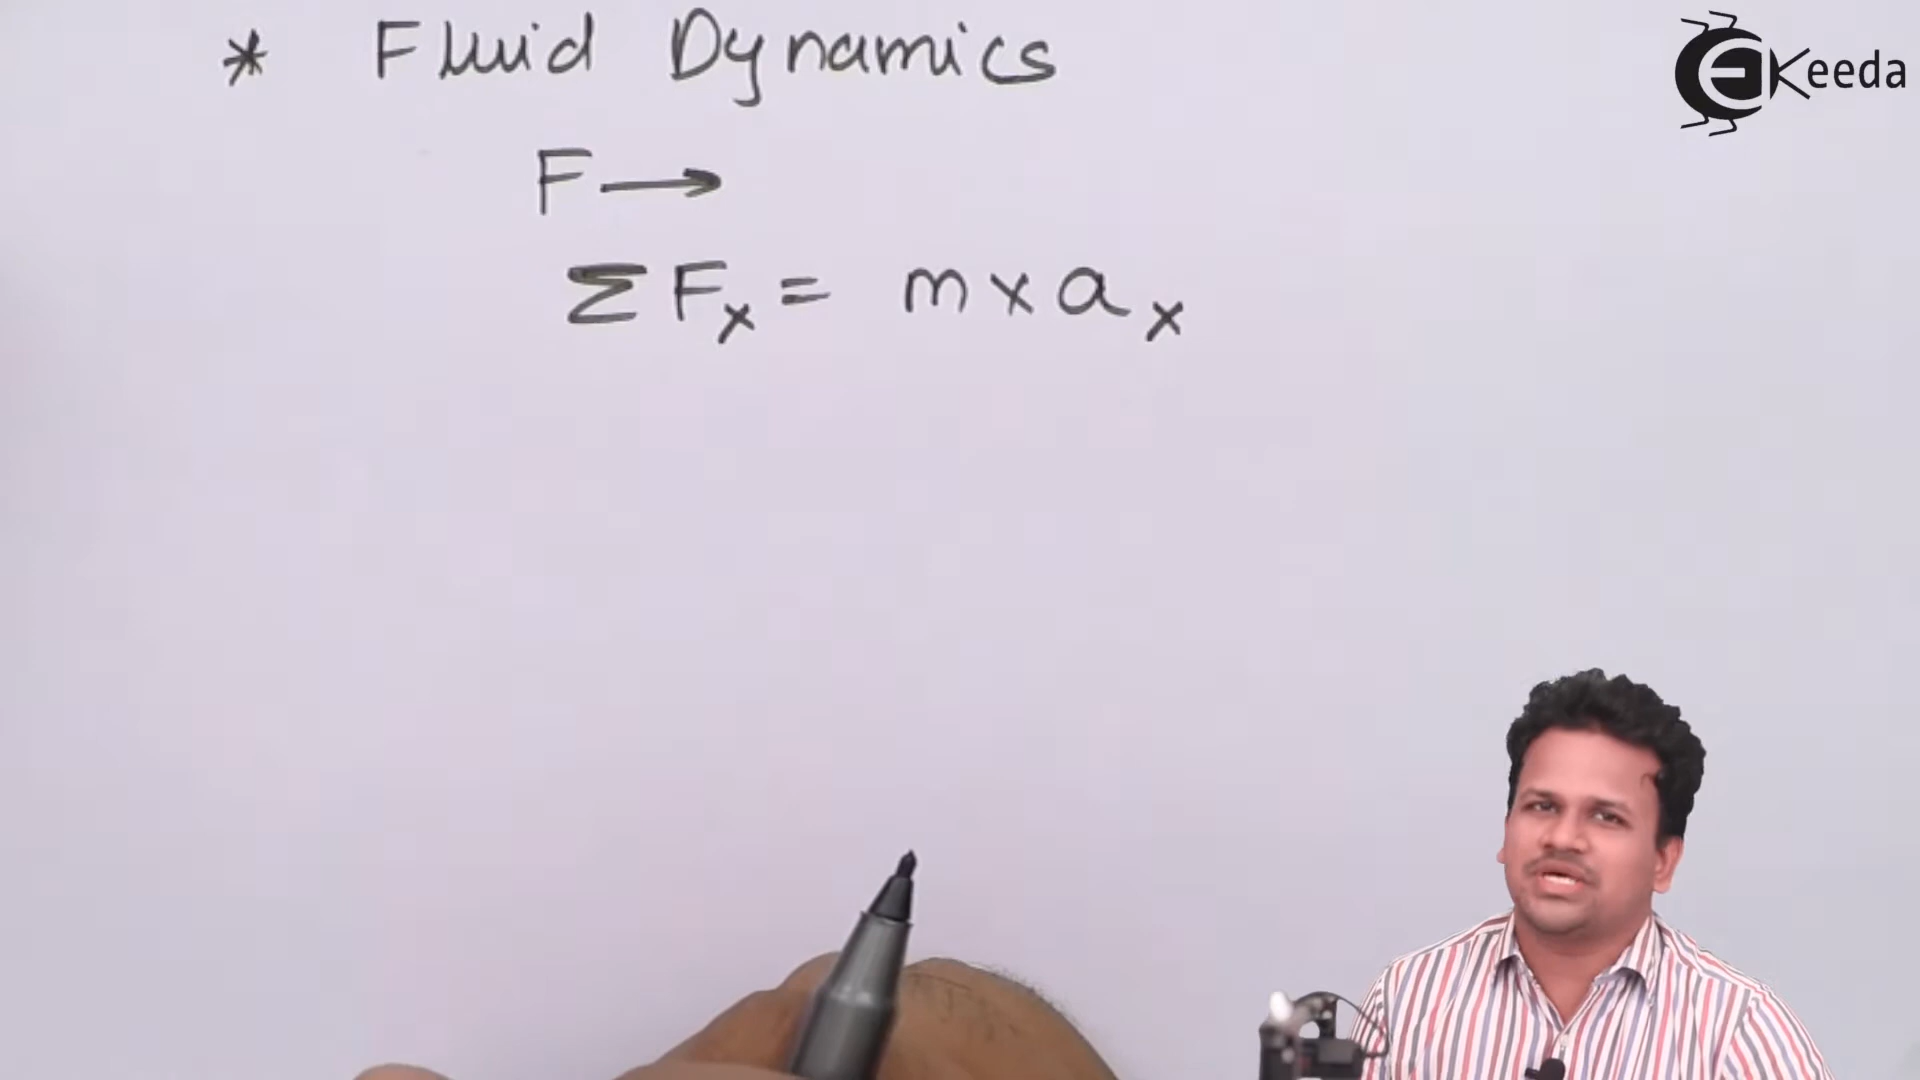 * Fluid Dynamics
EKeeda
F→
ΣFx = m×ax